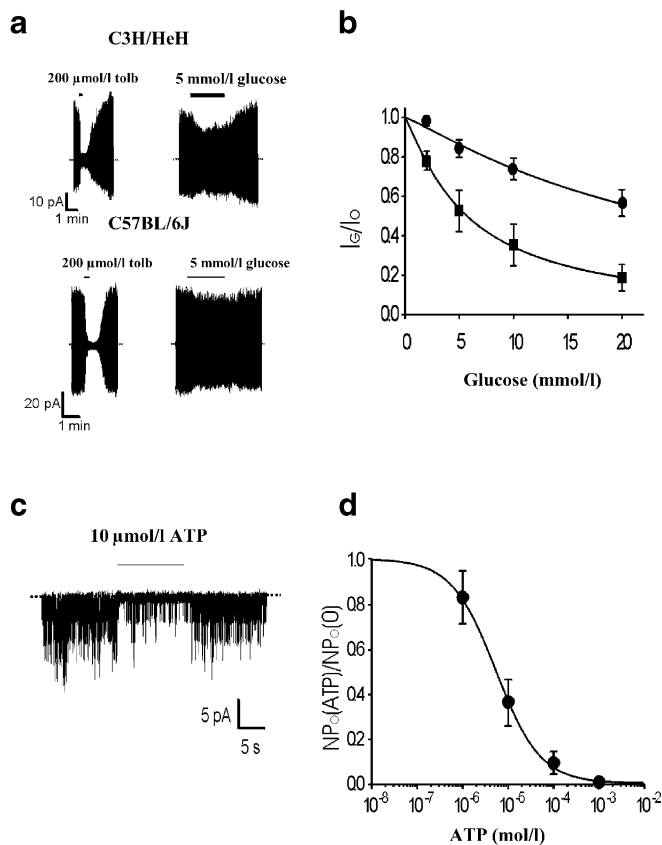 a
C3H/HeH
200 µmol/l tolb
5 mmol/l glucose
10 pA
1 min
C57BL/6J
200 µmol/l tolb
5 mmol/l glucose
20 pA
1 min
b
1.0
0.8
0.6
0.4
0.2
0.0
IG/IO
0 5 10 15 20
Glucose (mmol/l)
c
10 µmol/l ATP
5 pA
5 s
d
1.0
0.8
0.6
0.4
0.2
0.0
NPO(ATP)/NPO(0)
10-8 10-7 10-6 10-5 10-4 10-3 10-2
ATP (mol/l)